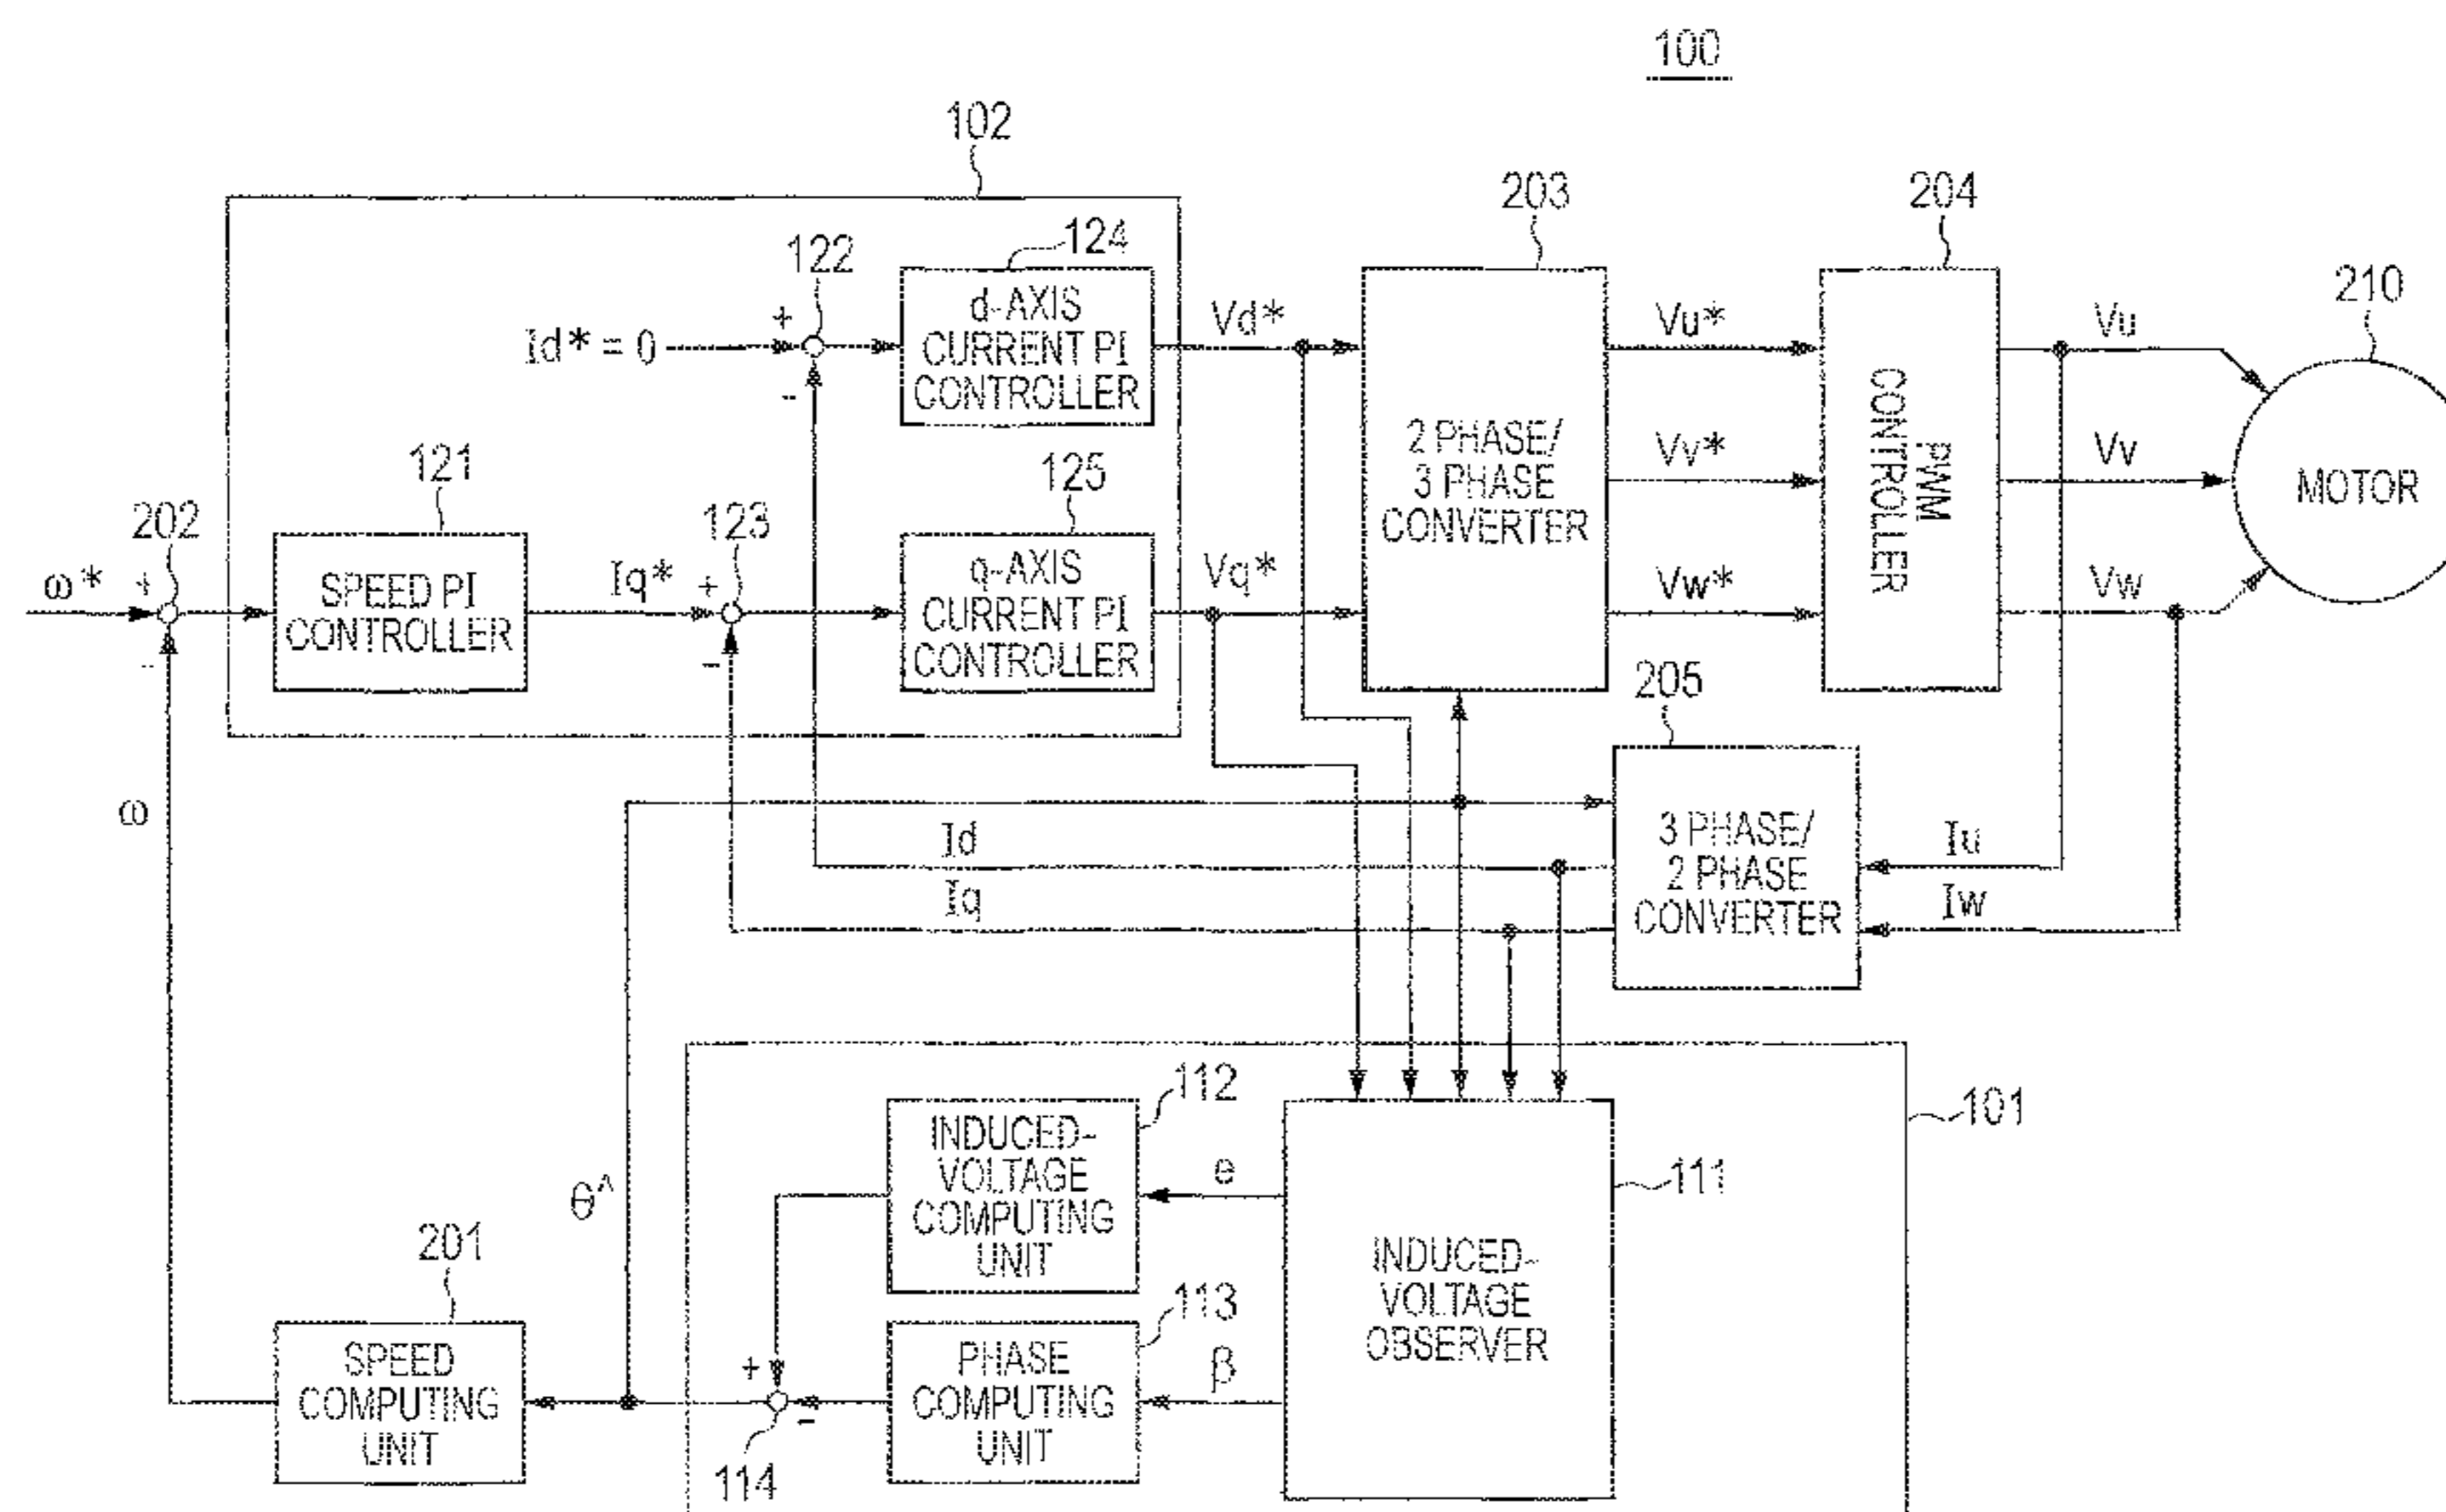 100
102
203
204
124
122
210
d-AXIS
CURRENT PI
CONTROLLER
+
Id* = 0
-
Vd*
Vu*
Vu
2 PHASE/
3 PHASE
CONVERTER
PWM
CONTROLLER
Vv*
Vv
MOTOR
121
125
202
123
ω*
+
-
SPEED PI
CONTROLLER
Iq*
+
-
q-AXIS
CURRENT PI
CONTROLLER
Vq*
Vw*
Vw
205
ω
Id
Iq
3 PHASE/
2 PHASE
CONVERTER
Iu
Iw
112
101
INDUCED-
VOLTAGE
COMPUTING
UNIT
e
111
θ^
201
113
INDUCED-
VOLTAGE
OBSERVER
SPEED
COMPUTING
UNIT
+
-
114
PHASE
COMPUTING
UNIT
β